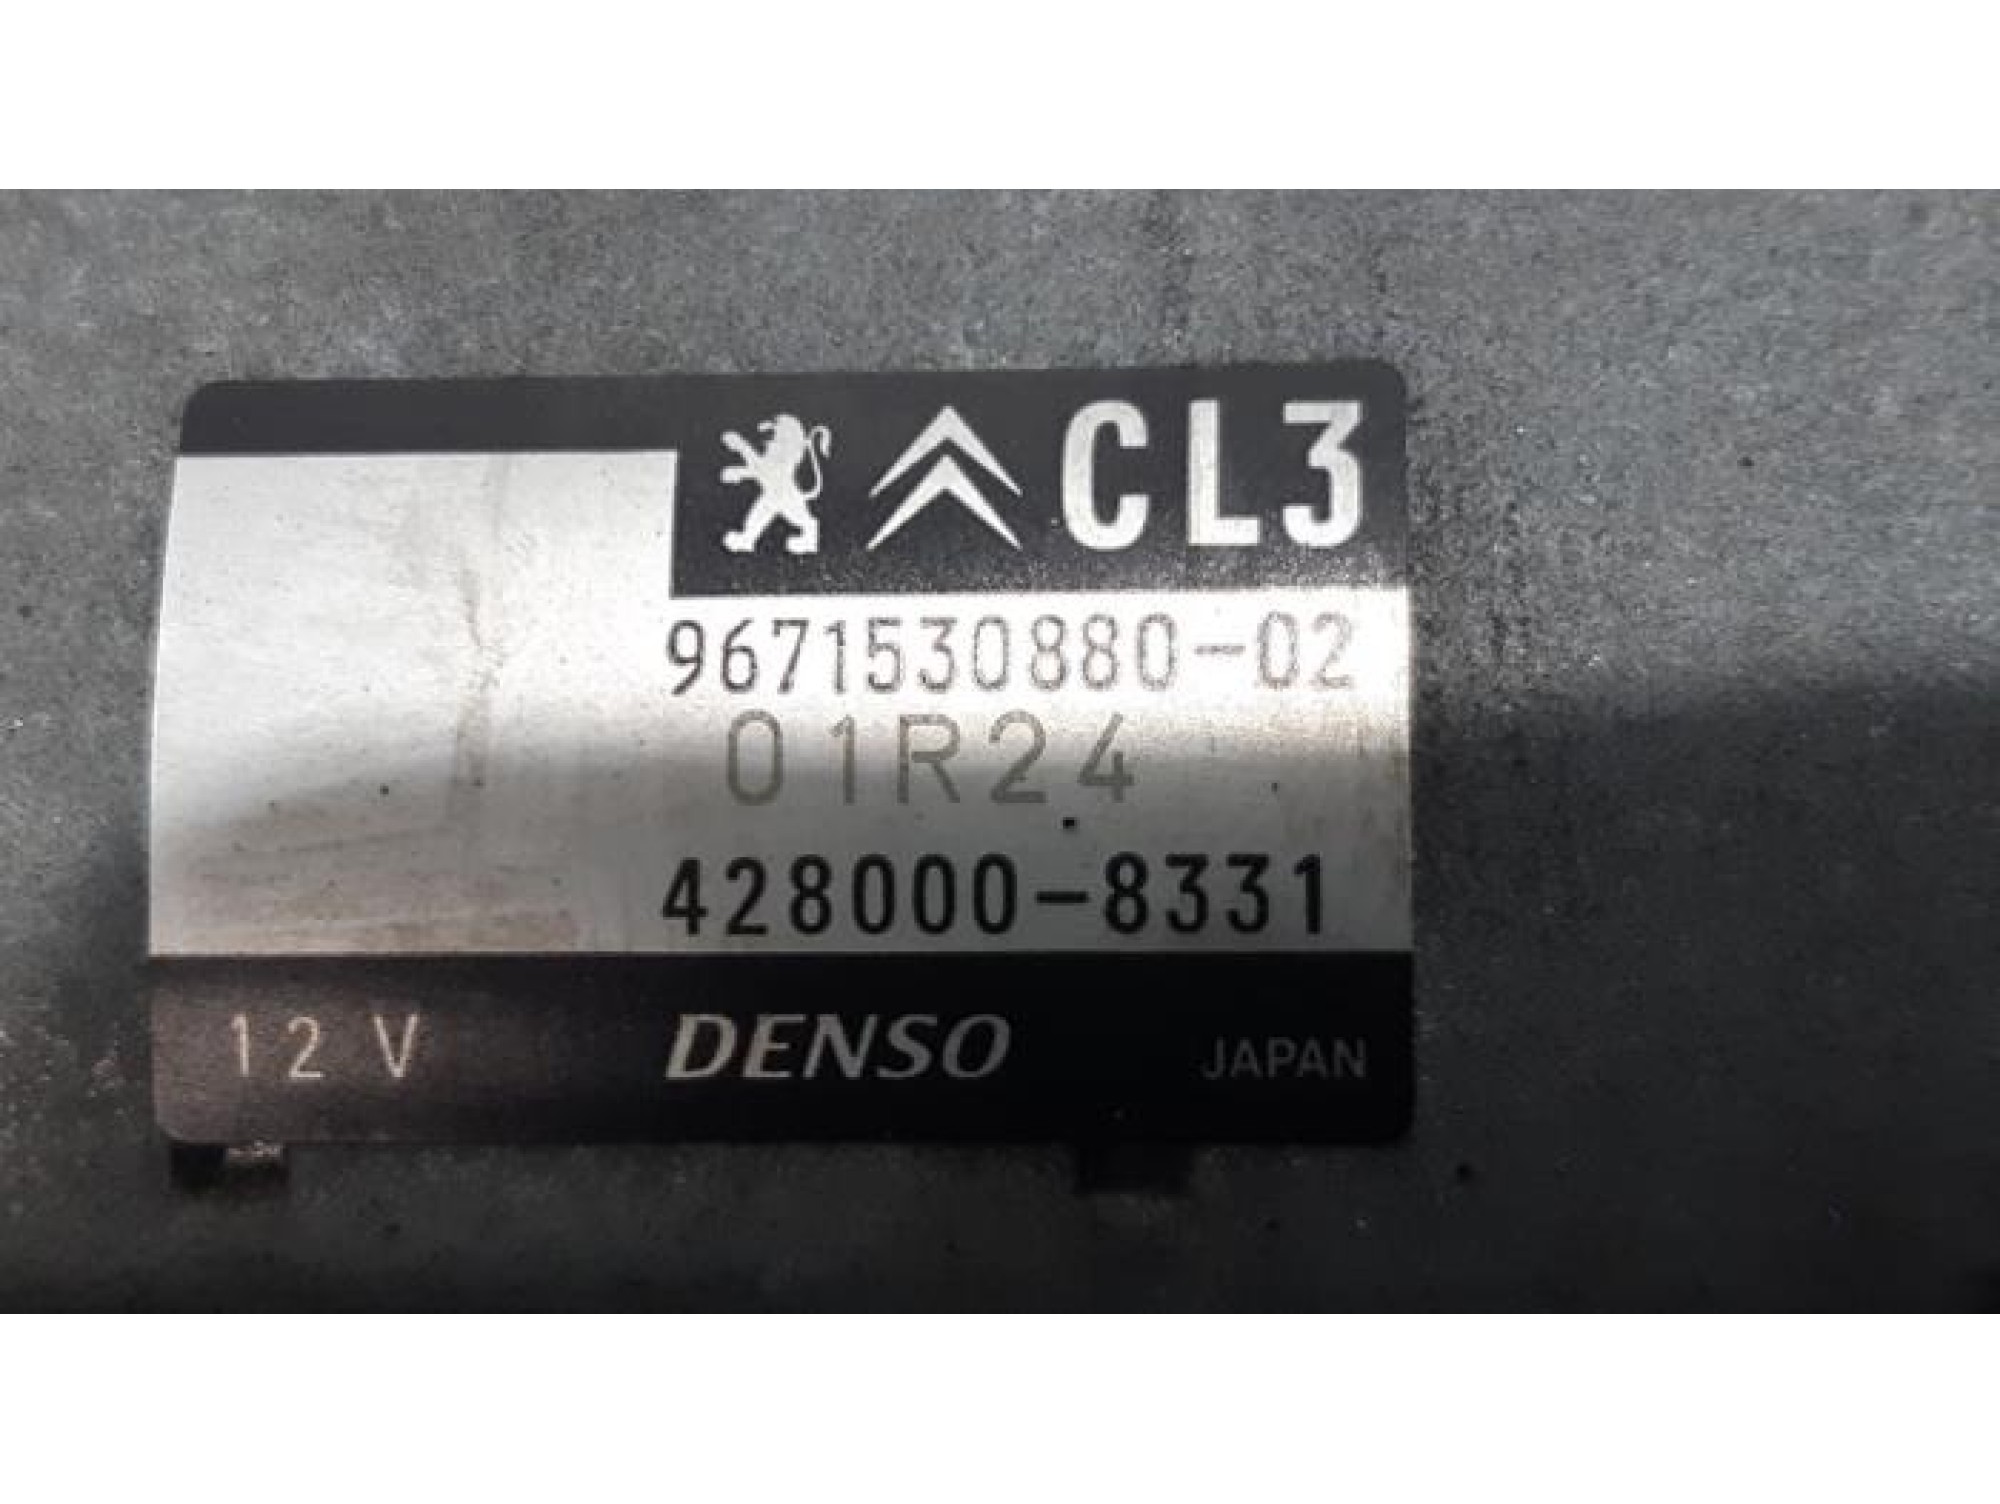 CL3
9671530880-02
01R24
428000-8331
12 V DENSO JAPAN